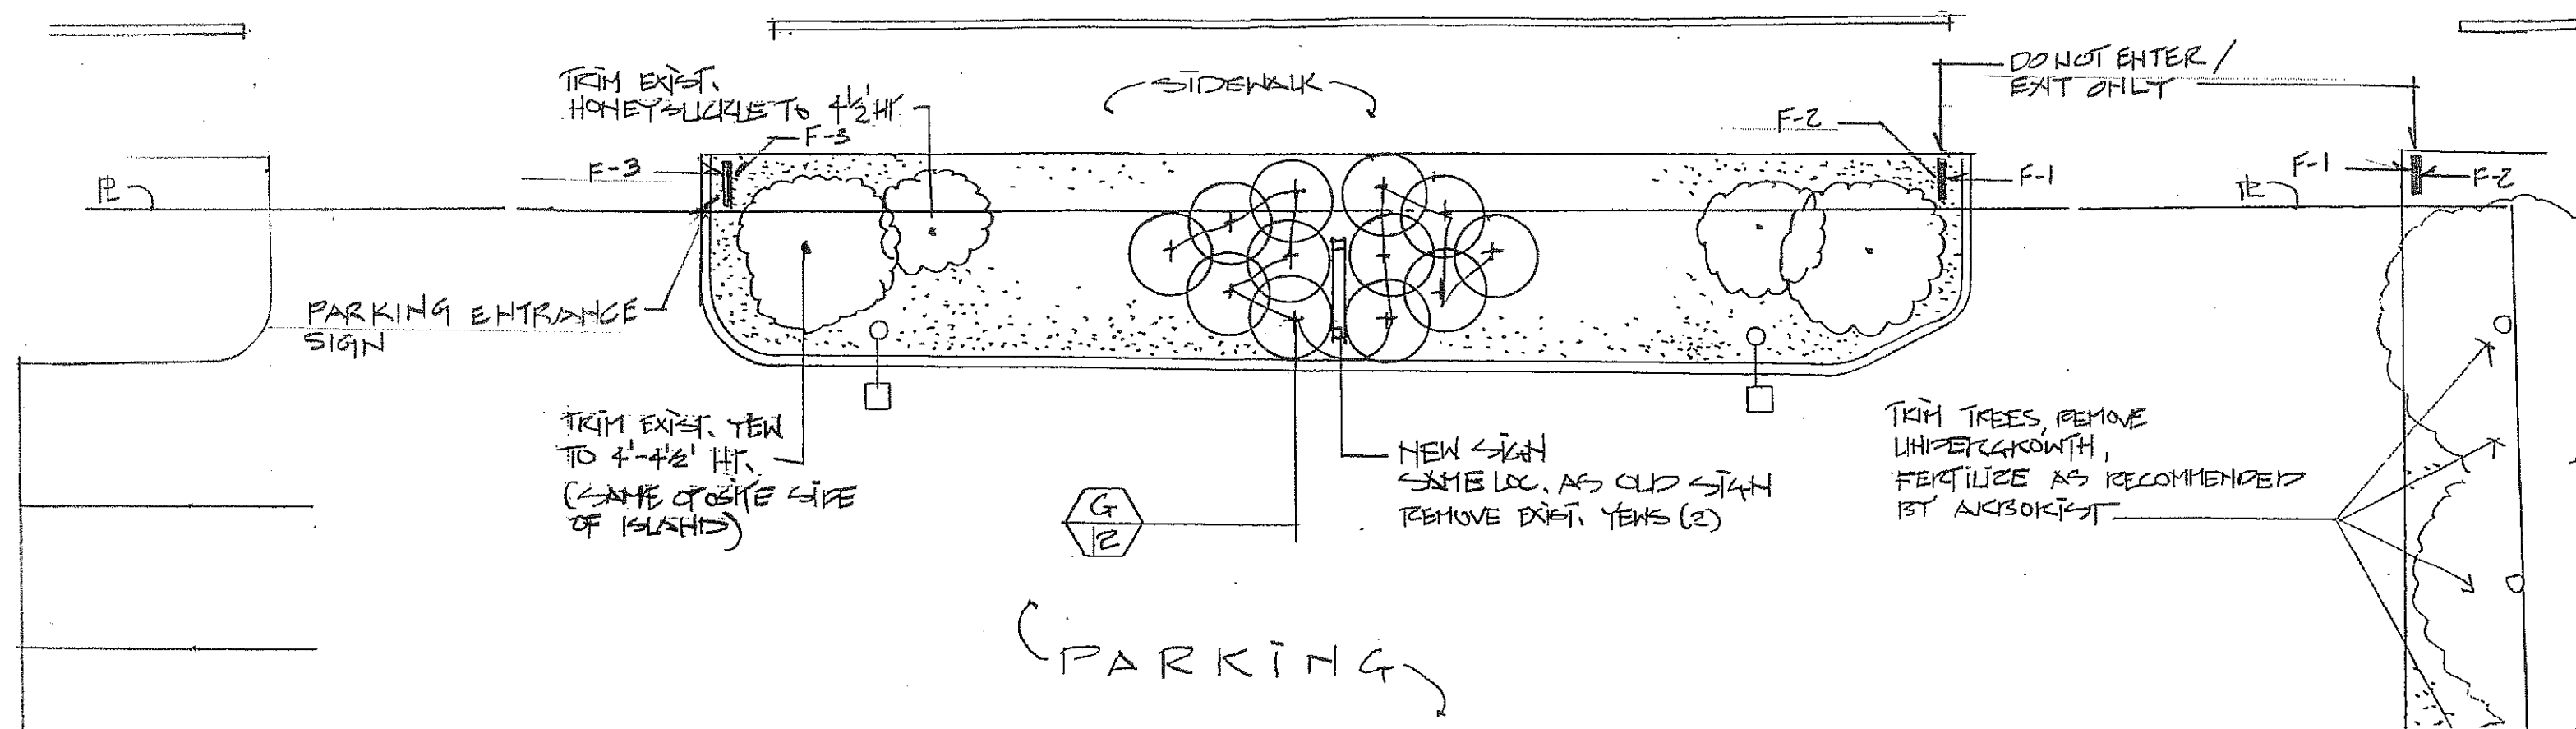 TRIM EXIST.
HONEYSUCKLE TO 4½' HT
F-3
F-3
PL
PARKING ENTRANCE
SIGN
SIDEWALK
DO NOT ENTER /
EXIT ONLY
F-2
F-1
F-1
F-2
PL
TRIM EXIST. YEW
TO 4'-4½' HT.
(SAME OPOSITE SIDE
OF ISLAND)
G
12
NEW SIGN
SAME LOC. AS OLD SIGN
REMOVE EXIST. YEWS (2)
TRIM TREES, REMOVE
UNDERGROWTH,
FERTILIZE AS RECOMMENDED
BY ARBORIST
PARKING